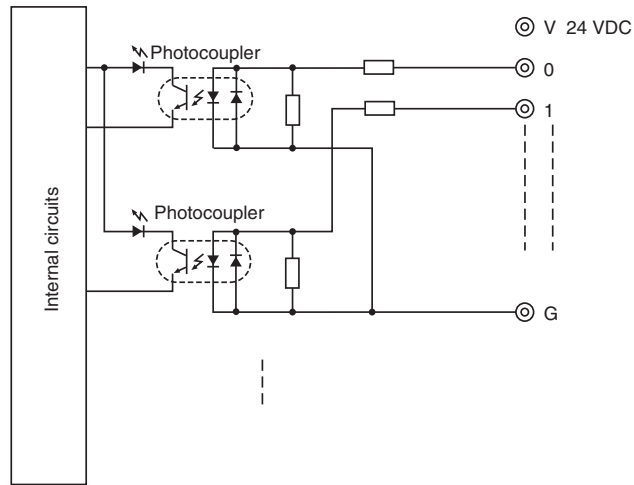 V 24 VDC
Photocoupler
0
1
Photocoupler
Internal circuits
G